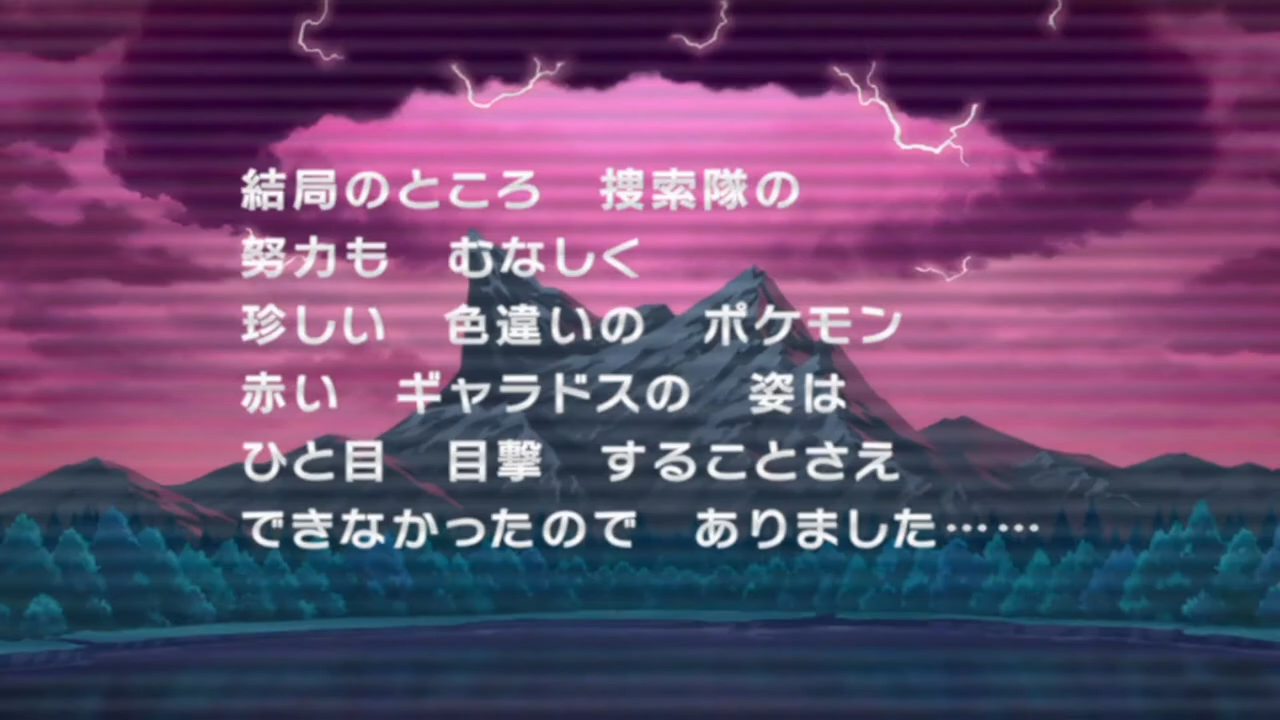 結局のところ　捜索隊の
努力も　むなしく
珍しい　色違いの　ポケモン
赤い　ギャラドスの　姿は
ひと目　目撃　することさえ
できなかったので　ありました……